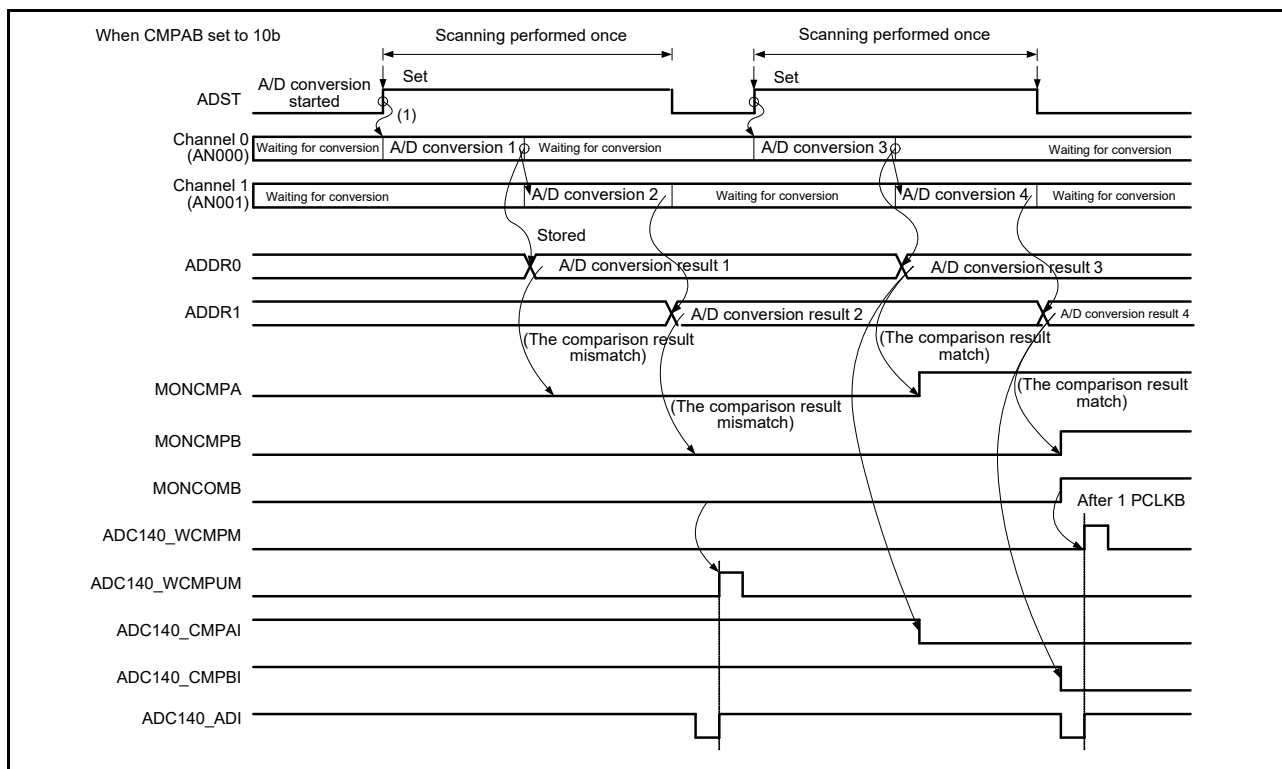 When CMPAB set to 10b
Scanning performed once
Scanning performed once
A/D conversion
started
Set
Set
ADST
(1)
Channel 0
(AN000)
Waiting for conversion
A/D conversion 1
Waiting for conversion
A/D conversion 3
Waiting for conversion
Channel 1
(AN001)
Waiting for conversion
A/D conversion 2
Waiting for conversion
A/D conversion 4
Waiting for conversion
Stored
ADDR0
A/D conversion result 1
A/D conversion result 3
ADDR1
A/D conversion result 2
A/D conversion result 4
(The comparison result
mismatch)
(The comparison result
match)
MONCMPA
(The comparison result
mismatch)
(The comparison result
match)
MONCMPB
MONCOMB
After 1 PCLKB
ADC140_WCMPM
ADC140_WCMPUM
ADC140_CMPAI
ADC140_CMPBI
ADC140_ADI